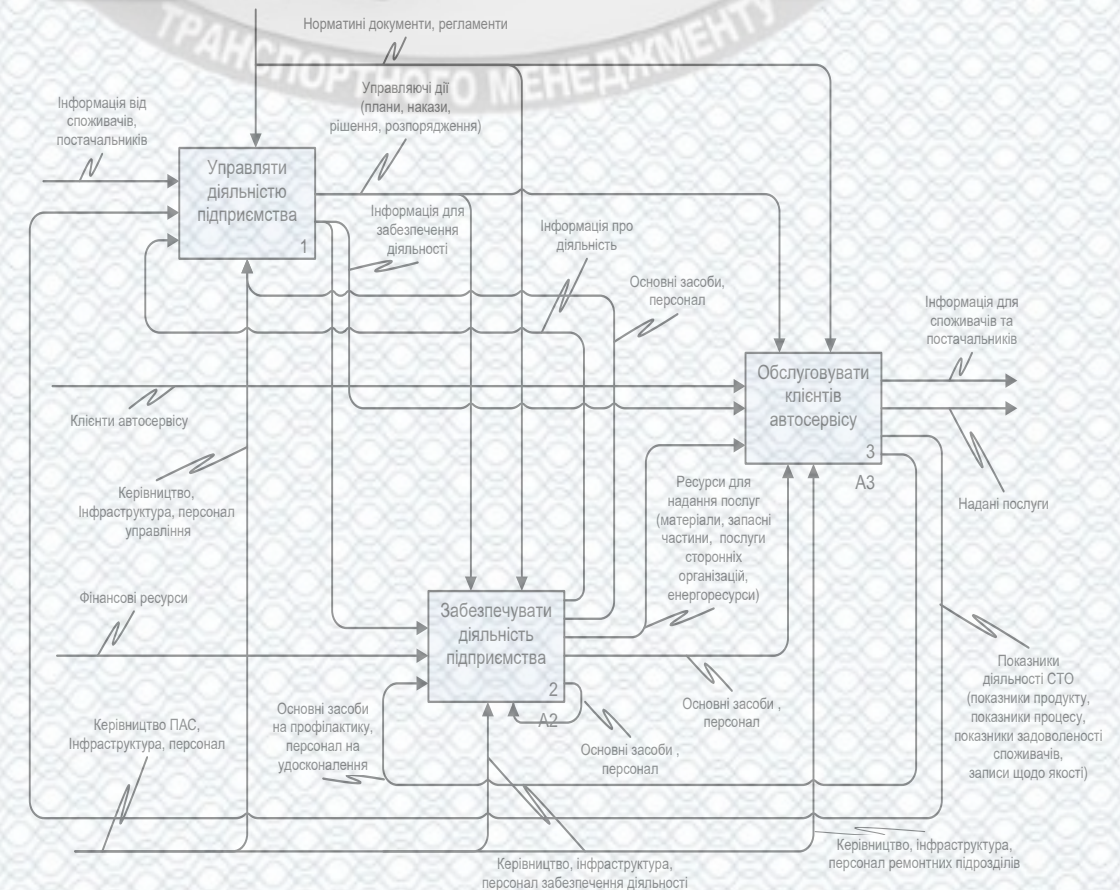 ТРАНСПОРТНОГО МЕНЕДЖМЕНТУ
Норматині документи, регламенти
Управляючі дії
(плани, накази,
рішення, розпорядження)
Інформація від
споживачів,
постачальників
Управляти
діяльністю
підприємства
1
Інформація для
забезпечення
діяльності
Інформація про
діяльність
Основні засоби,
персонал
Інформація для
споживачів та
постачальників
Обслуговувати
клієнтів
автосервісу
3
А3
Клієнти автосервісу
Керівництво,
Інфраструктура, персонал
управління
Ресурси для
надання послуг
(матеріали, запасні
частини, послуги
сторонніх
організацій,
енергоресурси)
Надані послуги
Фінансові ресурси
Забезпечувати
діяльність
підприємства
2
А2
Показники
діяльності СТО
(показники продукту,
показники процесу,
показники задоволеності
споживачів,
записи щодо якості)
Основні засоби ,
персонал
Основні засоби
на профілактику,
персонал на
удосконалення
Керівництво ПАС,
Інфраструктура, персонал
Основні засоби ,
персонал
Керівництво, інфраструктура,
персонал ремонтних підрозділів
Керівництво, інфраструктура,
персонал забезпечення діяльності